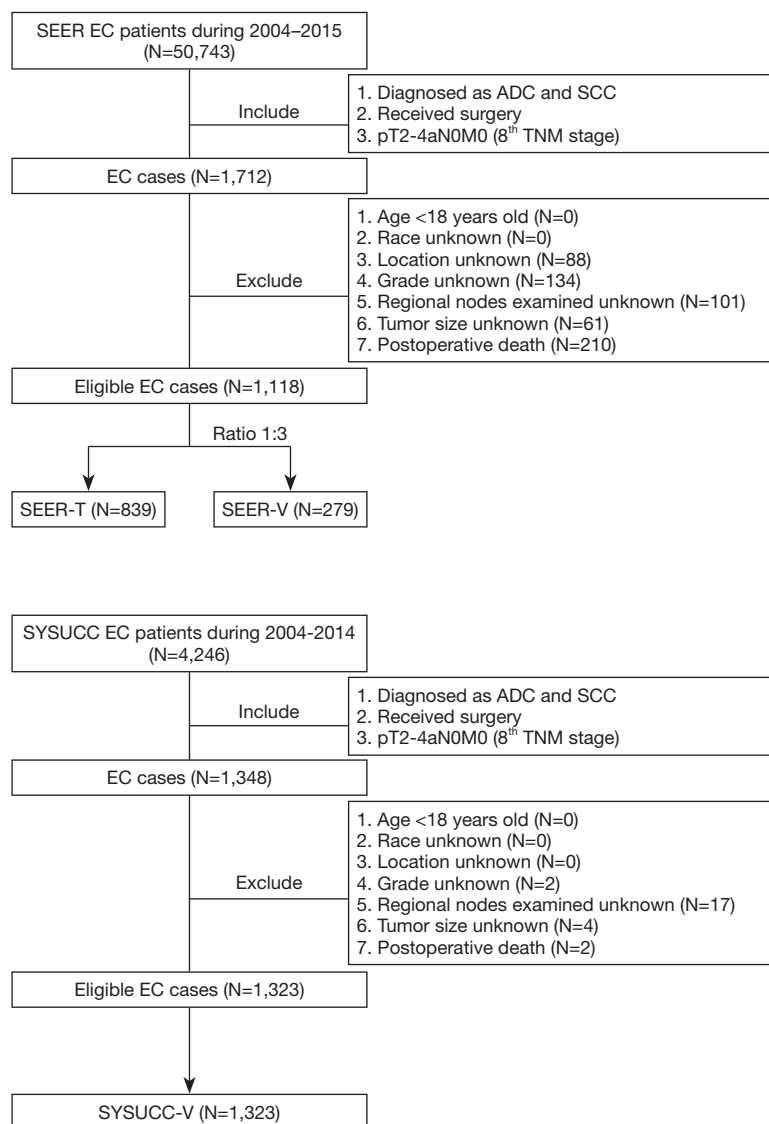 SEER EC patients during 2004–2015
(N=50,743)
Include
1. Diagnosed as ADC and SCC
2. Received surgery
3. pT2-4aN0M0 (8th TNM stage)
EC cases (N=1,712)
Exclude
1. Age <18 years old (N=0)
2. Race unknown (N=0)
3. Location unknown (N=88)
4. Grade unknown (N=134)
5. Regional nodes examined unknown (N=101)
6. Tumor size unknown (N=61)
7. Postoperative death (N=210)
Eligible EC cases (N=1,118)
Ratio 1:3
SEER-T (N=839)
SEER-V (N=279)
SYSUCC EC patients during 2004-2014
(N=4,246)
Include
1. Diagnosed as ADC and SCC
2. Received surgery
3. pT2-4aN0M0 (8th TNM stage)
EC cases (N=1,348)
Exclude
1. Age <18 years old (N=0)
2. Race unknown (N=0)
3. Location unknown (N=0)
4. Grade unknown (N=2)
5. Regional nodes examined unknown (N=17)
6. Tumor size unknown (N=4)
7. Postoperative death (N=2)
Eligible EC cases (N=1,323)
SYSUCC-V (N=1,323)